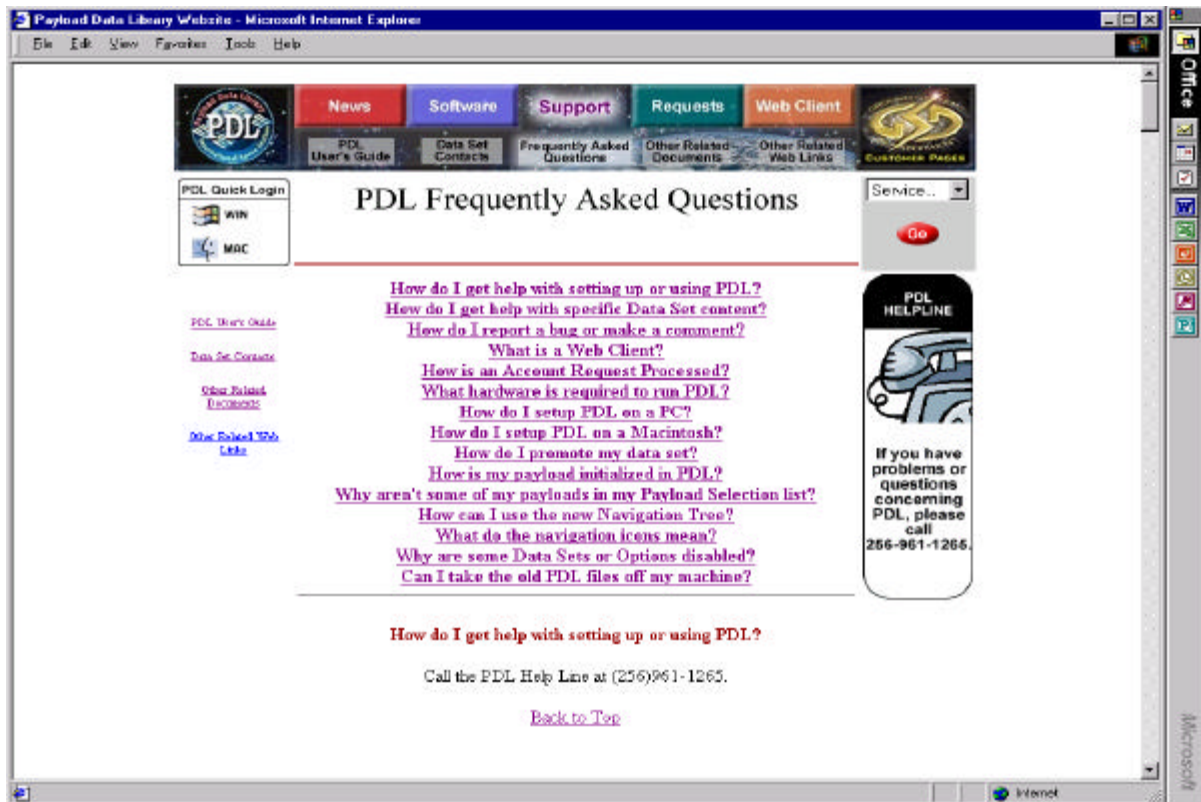 Payload Data Library Website - Microsoft Internet Explorer
File Edit View Favorites Tools Help
Office
PDL
News
Software
Support
Requests
Web Client
PDL User's Guide
Data Set Contacts
Frequently Asked Questions
Other Related Documents
Other Related Web Links
CUSTOMER PAGES
PDL Quick Login
WIN
MAC
PDL Frequently Asked Questions
Service...
Go
How do I get help with setting up or using PDL?
How do I get help with specific Data Set content?
How do I report a bug or make a comment?
What is a Web Client?
How is an Account Request Processed?
What hardware is required to run PDL?
How do I setup PDL on a PC?
How do I setup PDL on a Macintosh?
How do I promote my data set?
How is my payload initialized in PDL?
Why aren't some of my payloads in my Payload Selection list?
How can I use the new Navigation Tree?
What do the navigation icons mean?
Why are some Data Sets or Options disabled?
Can I take the old PDL files off my machine?
PDL User's Guide
Data Set Contacts
Other Related
Documents
Other Related Web
Links
PDL
HELPLINE
If you have
problems or
questions
concerning
PDL, please
call
256-961-1265.
How do I get help with setting up or using PDL?
Call the PDL Help Line at (256)961-1265.
Back to Top
Internet
Microsoft